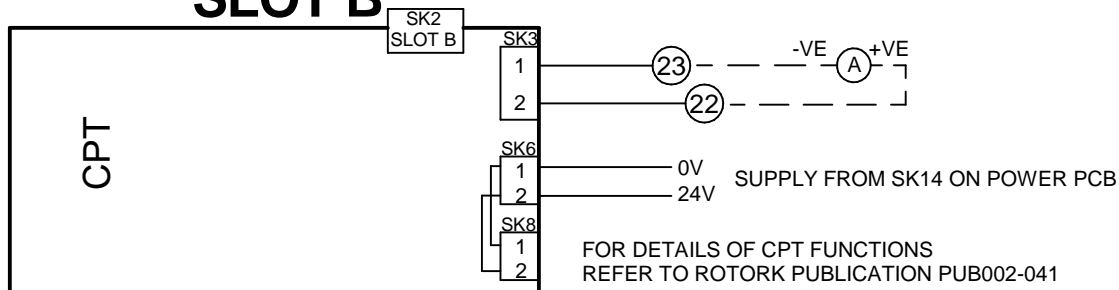 SLOT B
SK2
SLOT B
SK3
1
2
23
22
-VE
A
+VE
CPT
SK6
1
2
0V
24V
SUPPLY FROM SK14 ON POWER PCB
SK8
1
2
FOR DETAILS OF CPT FUNCTIONS
REFER TO ROTORK PUBLICATION PUB002-041